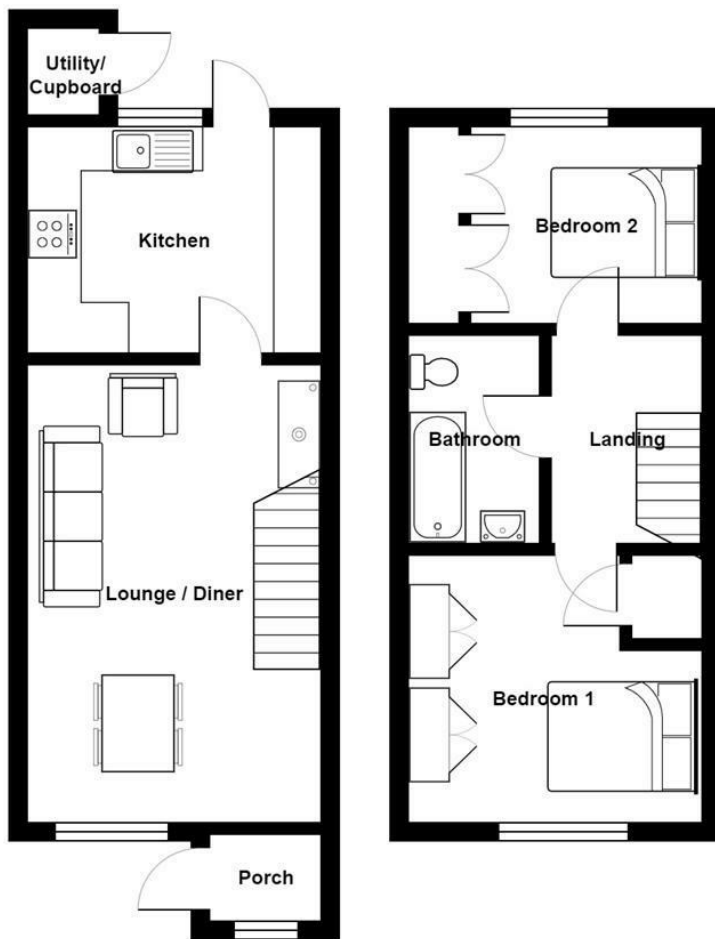 Utility/
Cupboard
Kitchen
Lounge / Diner
Porch
Bedroom 2
Bathroom
Landing
Bedroom 1